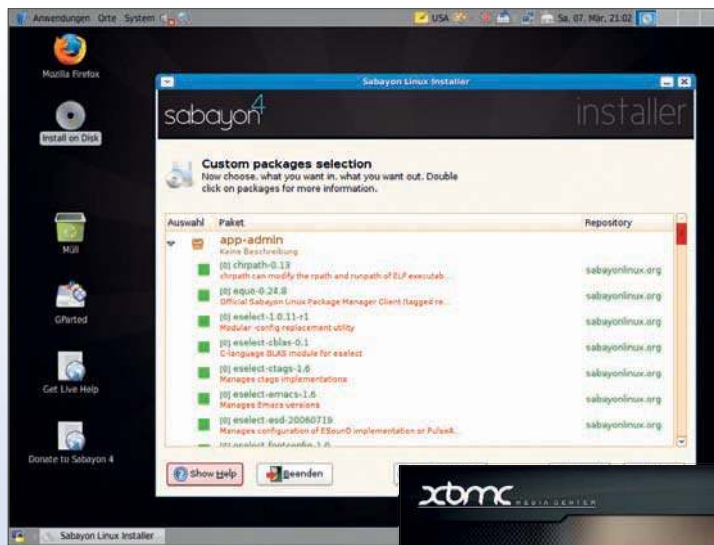 Anwendungen Orte System
USA
Sa, 07. Mär, 21:02
Mozilla Firefox
Install on Disk
Müll
GParted
Get Live Help
Donate to Sabayon 4
Sabayon Linux Installer
sabayon4
installer
Custom packages selection
Now choose, what you want in, what you want out. Double
click on packages for more information.
Auswahl Paket Repository
app-admin
Keine Beschreibung
[0] chrpath-0.13
chrpath can modify the rpath and runpath of ELF executab...
sabayonlinux.org
[0] equo-0.24.8
Official Sabayon Linux Package Manager Client (tagged re...
sabayonlinux.org
[0] eselect-1.0.11-r1
Modular -config replacement utility
sabayonlinux.org
[0] eselect-cblas-0.1
C-language BLAS module for eselect
sabayonlinux.org
[0] eselect-ctags-1.6
Manages ctags implementations
sabayonlinux.org
[0] eselect-emacs-1.6
Manages Emacs versions
sabayonlinux.org
[0] eselect-esd-20060719
Manages configuration of ESounD implementation or PulseA...
sabayonlinux.org
[0] eselect-fontconfig-1.0
Show Help
Beenden
xbmc MEDIA CENTER
Sabayon Linux Installer